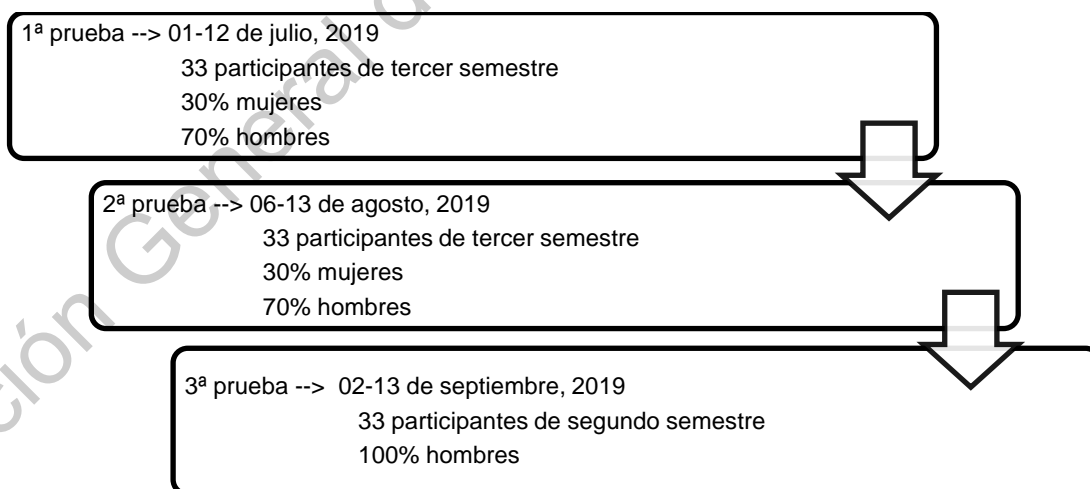 1ª prueba --> 01-12 de julio, 2019
33 participantes de tercer semestre
30% mujeres
70% hombres
2ª prueba --> 06-13 de agosto, 2019
33 participantes de tercer semestre
30% mujeres
70% hombres
3ª prueba --> 02-13 de septiembre, 2019
33 participantes de segundo semestre
100% hombres
General